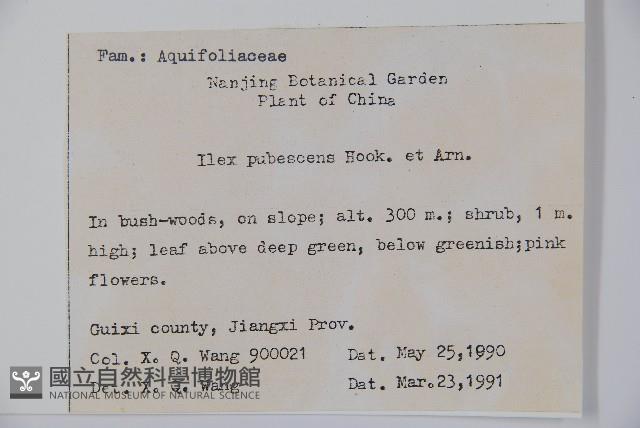 Fam.: Aquifoliaceae
Nanjing Botanical Garden
Plant of China
Ilex pubescens Hook. et Arn.
In bush-woods, on slope; alt. 300 m.; shrub, 1 m.
high; leaf above deep green, below greenish;pink
flowers.
Guixi county, Jiangxi Prov.
Col. X. Q. Wang 900021 Dat. May 25,1990
Det. X. Q. Wang Dat. Mar.23,1991
國立自然科學博物館
NATIONAL MUSEUM OF NATURAL SCIENCE